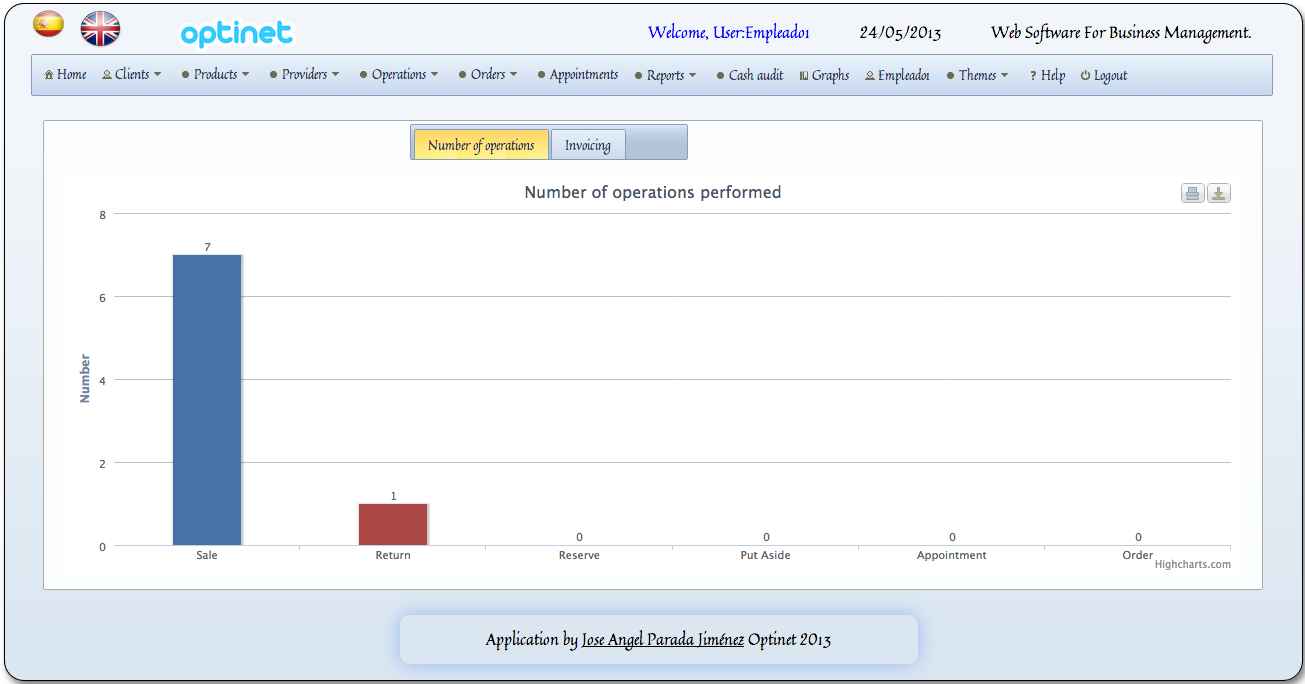 optinet
Welcome, User:Empleado1 24/05/2013 Web Software For Business Management.
Home Clients Products Providers Operations Orders Appointments Reports Cash audit Graphs Empleado1 Themes ? Help Logout
Number of operations Invoicing
Number of operations performed
8
7
6
Number
4
2
1
0 0 0 0
0
Sale Return Reserve Put Aside Appointment Order
Highcharts.com
Application by Jose Angel Parada Jiménez Optinet 2013